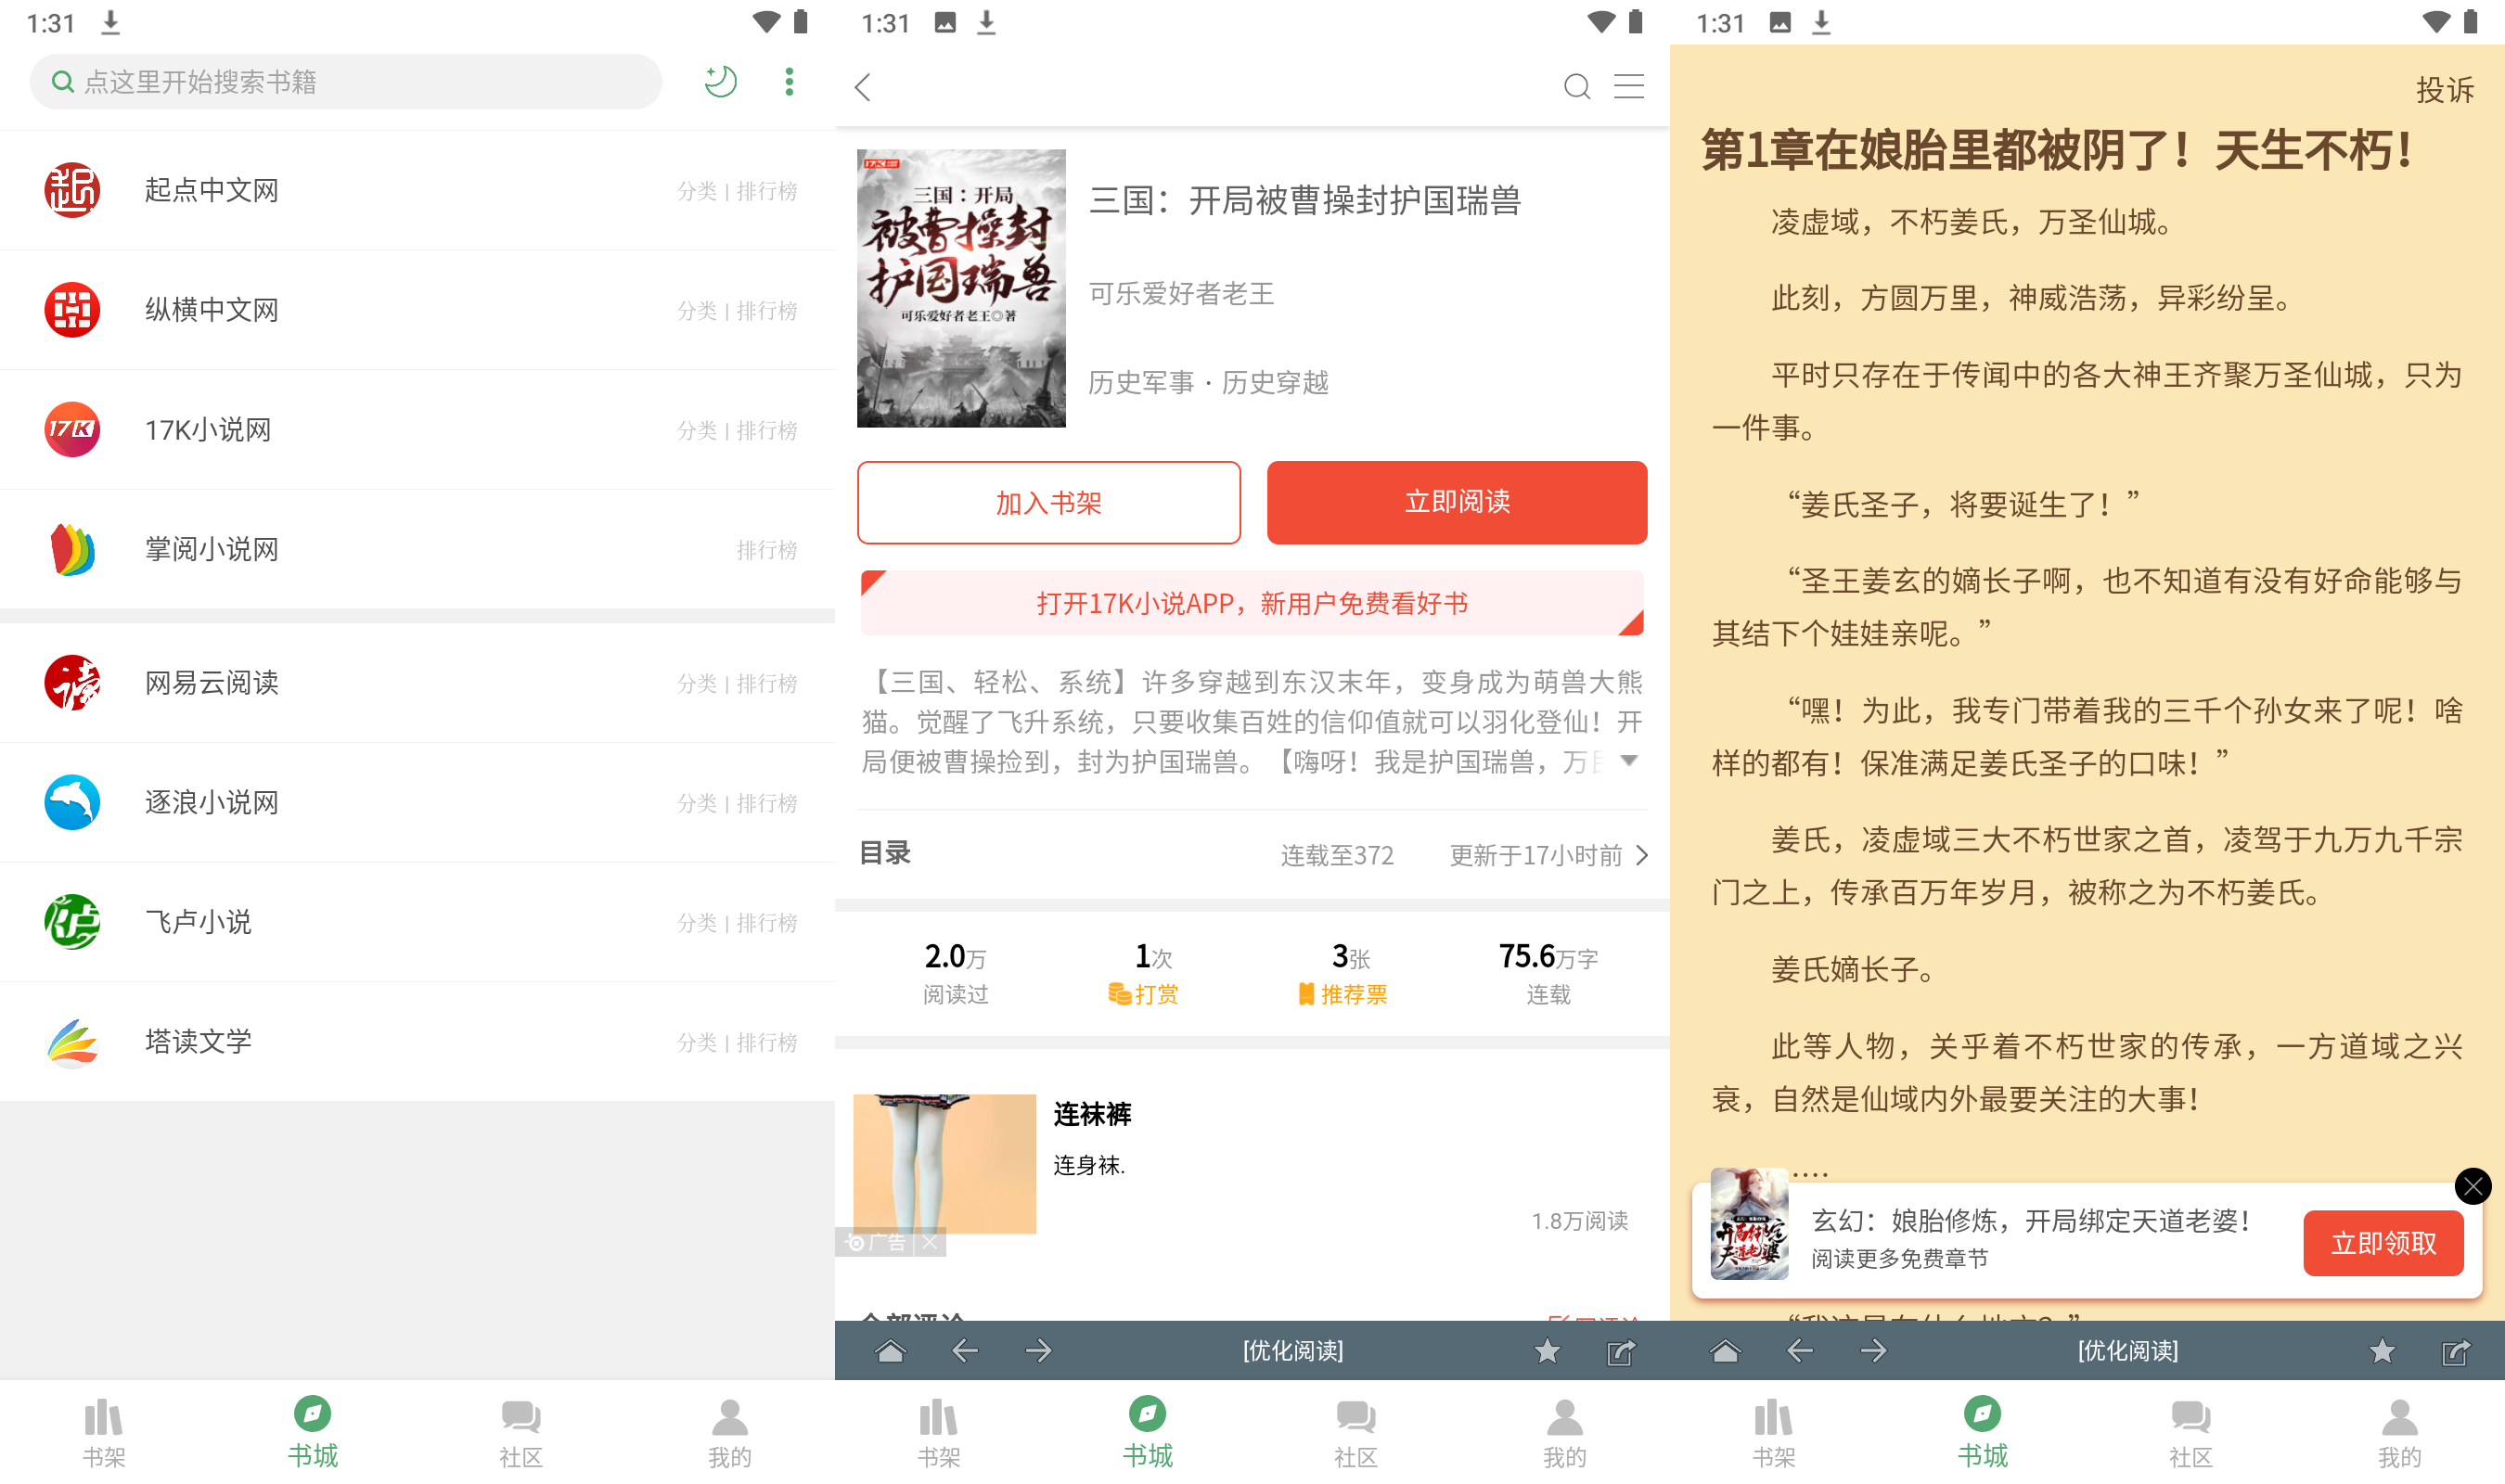 1:31
点这里开始搜索书籍
起点中文网
分类 | 排行榜
纵横中文网
分类 | 排行榜
17K
17K小说网
分类 | 排行榜
掌阅小说网
排行榜
网易云阅读
分类 | 排行榜
逐浪小说网
分类 | 排行榜
飞卢小说
分类 | 排行榜
塔读文学
分类 | 排行榜
书架
书城
社区
我的
1:31
17K
三国：开局
被曹操封
护国瑞兽
可乐爱好者老王◎著
三国：开局被曹操封护国瑞兽
可乐爱好者老王
历史军事 · 历史穿越
加入书架
立即阅读
打开17K小说APP，新用户免费看好书
【三国、轻松、系统】许多穿越到东汉末年，变身成为萌兽大熊
猫。觉醒了飞升系统，只要收集百姓的信仰值就可以羽化登仙！开
局便被曹操捡到，封为护国瑞兽。【嗨呀！我是护国瑞兽，万民
目录
连载至372
更新于17小时前
2.0万
1次
3张
75.6万字
阅读过
打赏
推荐票
连载
连袜裤
连身袜.
1.8万阅读
广告
全部评论
写评论
[优化阅读]
书架
书城
社区
我的
1:31
投诉
第1章在娘胎里都被阴了！天生不朽！
凌虚域，不朽姜氏，万圣仙城。
此刻，方圆万里，神威浩荡，异彩纷呈。
平时只存在于传闻中的各大神王齐聚万圣仙城，只为
一件事。
“姜氏圣子，将要诞生了！”
“圣王姜玄的嫡长子啊，也不知道有没有好命能够与
其结下个娃娃亲呢。”
“嘿！为此，我专门带着我的三千个孙女来了呢！啥
样的都有！保准满足姜氏圣子的口味！”
姜氏，凌虚域三大不朽世家之首，凌驾于九万九千宗
门之上，传承百万年岁月，被称之为不朽姜氏。
姜氏嫡长子。
此等人物，关乎着不朽世家的传承，一方道域之兴
衰，自然是仙域内外最要关注的大事！
....
开局绑定
天道老婆
玄幻：娘胎修炼，开局绑定天道老婆！
阅读更多免费章节
立即领取
“我这是在什么地方？”
[优化阅读]
书架
书城
社区
我的